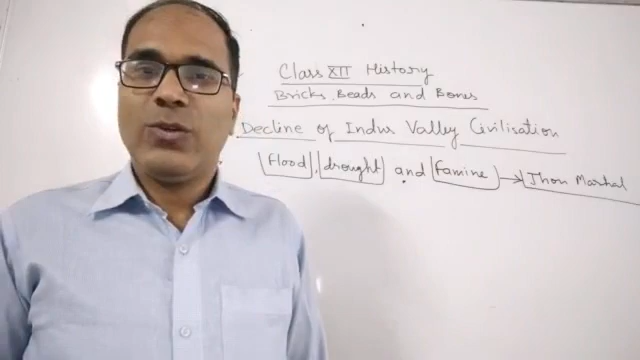 Class XII History
Bricks, Beads and Bones
Decline of Indus Valley Civilisation
Flood, drought and famine → Jhon Marshal